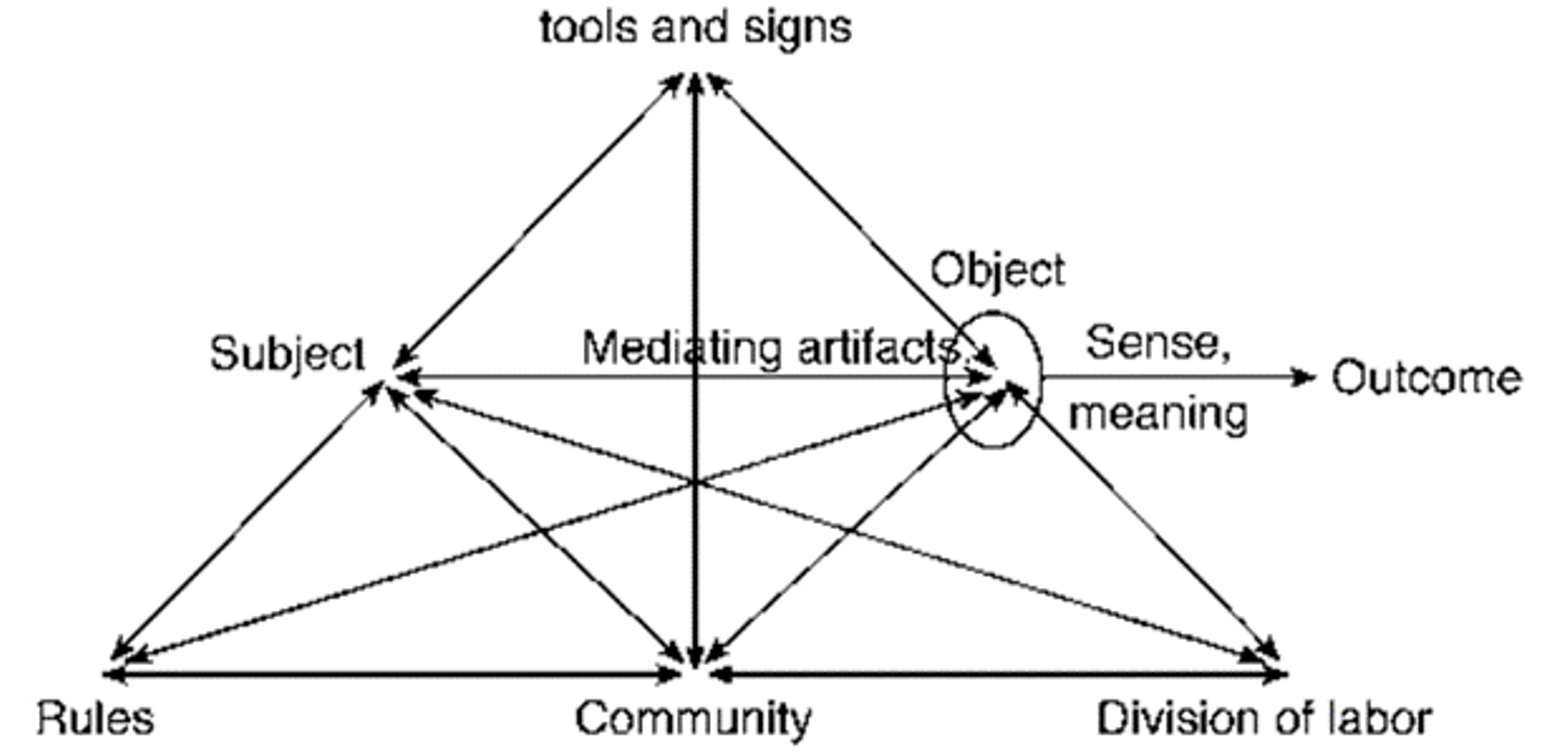 tools and signs
Object
Subject
Mediating artifacts,
Sense,
meaning
Outcome
Rules
Community
Division of labor